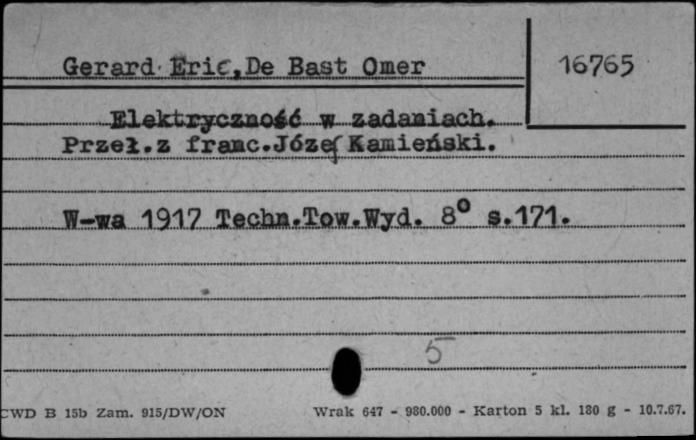 Gerard Eric, De Bast Omer
16765
Elektryczność w zadaniach.
Przeł.z franc.Józef Kamieński.
W-wa 1917 Techn.Tow.Wyd. 8° s.171.
5
CWD B 15b Zam. 915/DW/ON
Wrak 647 - 980.000 - Karton 5 kl. 180 g - 10.7.67.